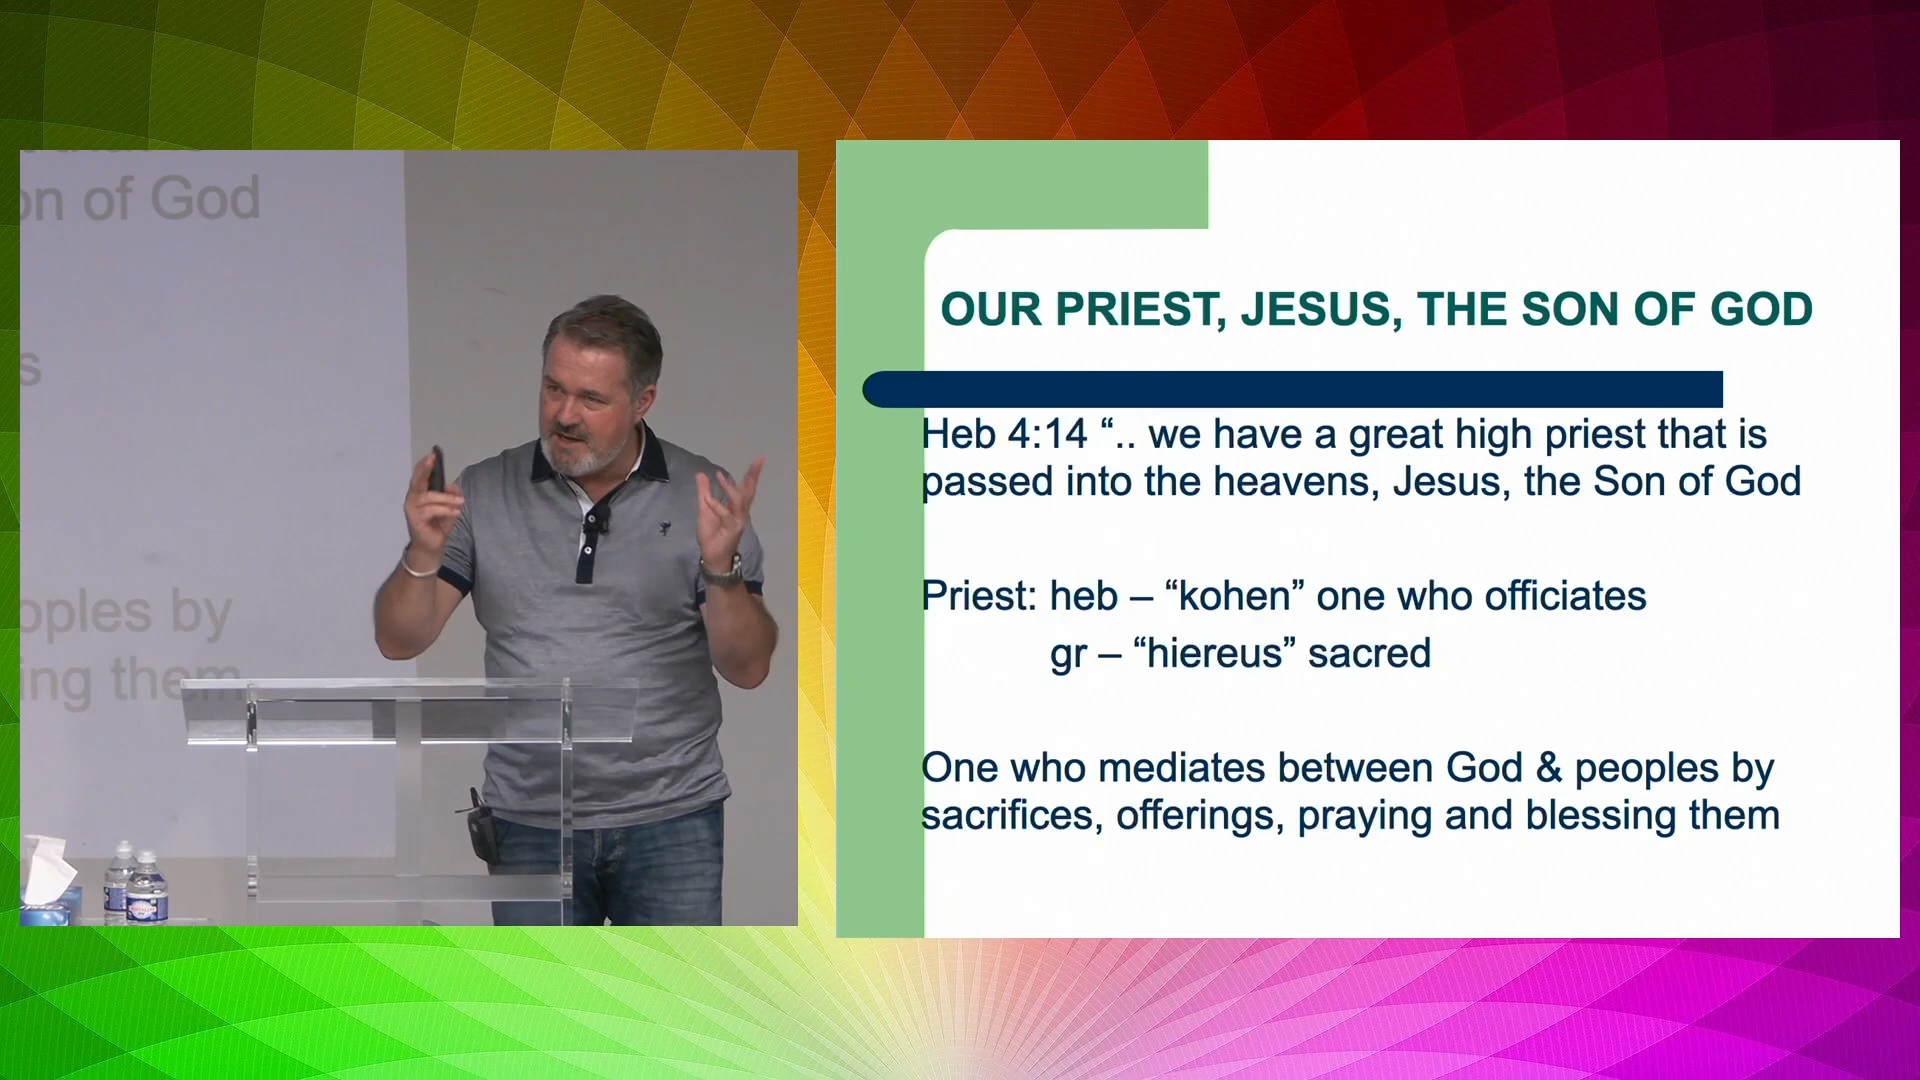 on of God
s
oples by
ing them
OUR PRIEST, JESUS, THE SON OF GOD
Heb 4:14 “.. we have a great high priest that is
passed into the heavens, Jesus, the Son of God
Priest: heb – “kohen” one who officiates
gr – “hiereus” sacred
One who mediates between God & peoples by
sacrifices, offerings, praying and blessing them